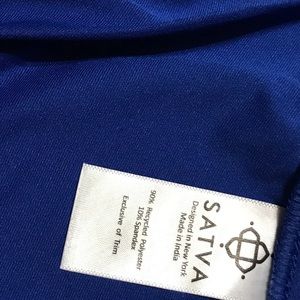 SATVA
Designed in New York
Made in India
90% Recycled Polyester
10% Spandex
Exclusive of Trim